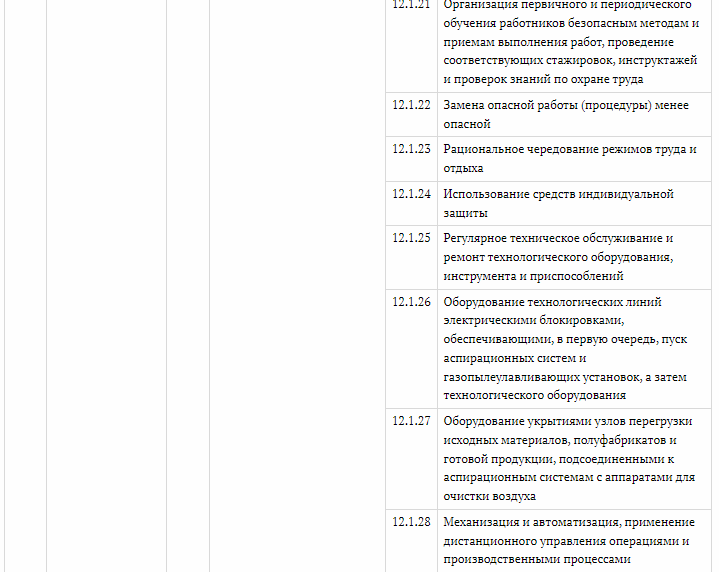 12.1.21 Организация первичного и периодического
обучения работников безопасным методам и
приемам выполнения работ, проведение
соответствующих стажировок, инструктажей
и проверок знаний по охране труда
12.1.22 Замена опасной работы (процедуры) менее
опасной
12.1.23 Рациональное чередование режимов труда и
отдыха
12.1.24 Использование средств индивидуальной
защиты
12.1.25 Регулярное техническое обслуживание и
ремонт технологического оборудования,
инструмента и приспособлений
12.1.26 Оборудование технологических линий
электрическими блокировками,
обеспечивающими, в первую очередь, пуск
аспирационных систем и
газопылеулавливающих установок, а затем
технологического оборудования
12.1.27 Оборудование укрытиями узлов перегрузки
исходных материалов, полуфабрикатов и
готовой продукции, подсоединенными к
аспирационным системам с аппаратами для
очистки воздуха
12.1.28 Механизация и автоматизация, применение
дистанционного управления операциями и
производственными процессами